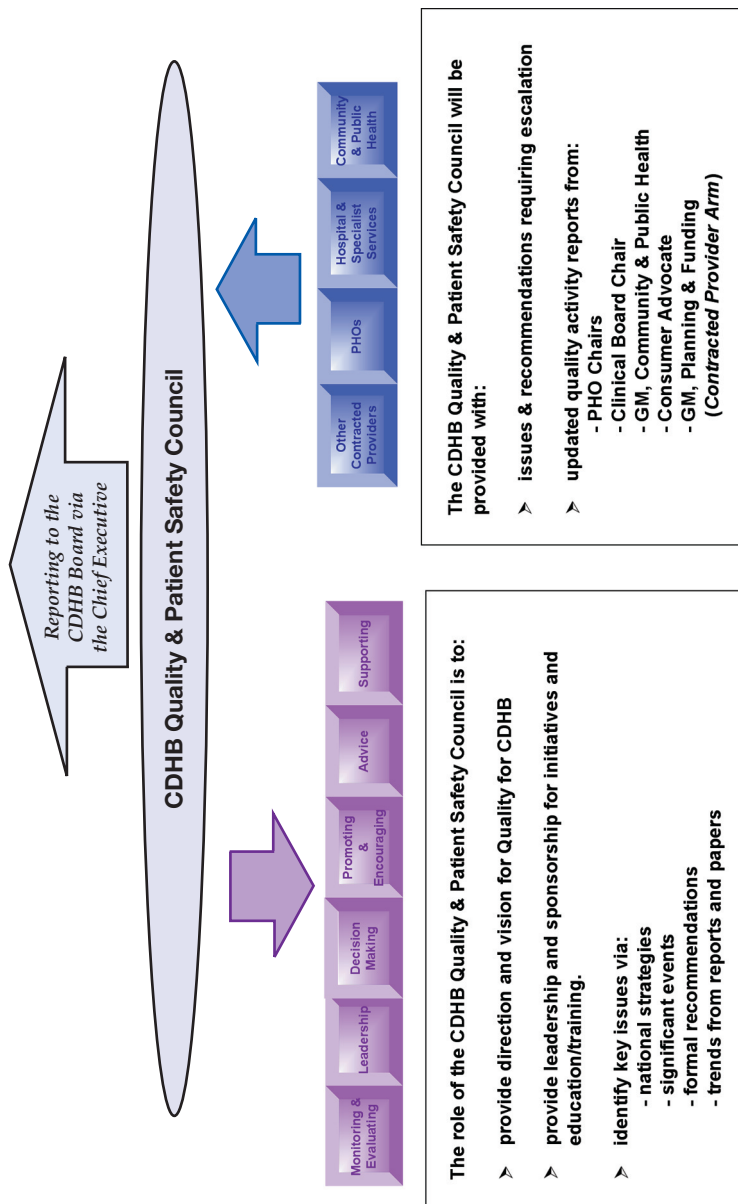 Reporting to the
CDHB Board via
the Chief Executive
CDHB Quality & Patient Safety Council
Monitoring &
Evaluating
Leadership
Decision
Making
Promoting
&
Encouraging
Advice
Supporting
Other
Contracted
Providers
PHOs
Hospital &
Specialist
Services
Community
& Public
Health
The role of the CDHB Quality & Patient Safety Council is to:
➢ provide direction and vision for Quality for CDHB
➢ provide leadership and sponsorship for initiatives and
education/training.
➢ identify key issues via:
- national strategies
- significant events
- formal recommendations
- trends from reports and papers
The CDHB Quality & Patient Safety Council will be
provided with:
➢ issues & recommendations requiring escalation
➢ updated quality activity reports from:
- PHO Chairs
- Clinical Board Chair
- GM, Community & Public Health
- Consumer Advocate
- GM, Planning & Funding
(Contracted Provider Arm)